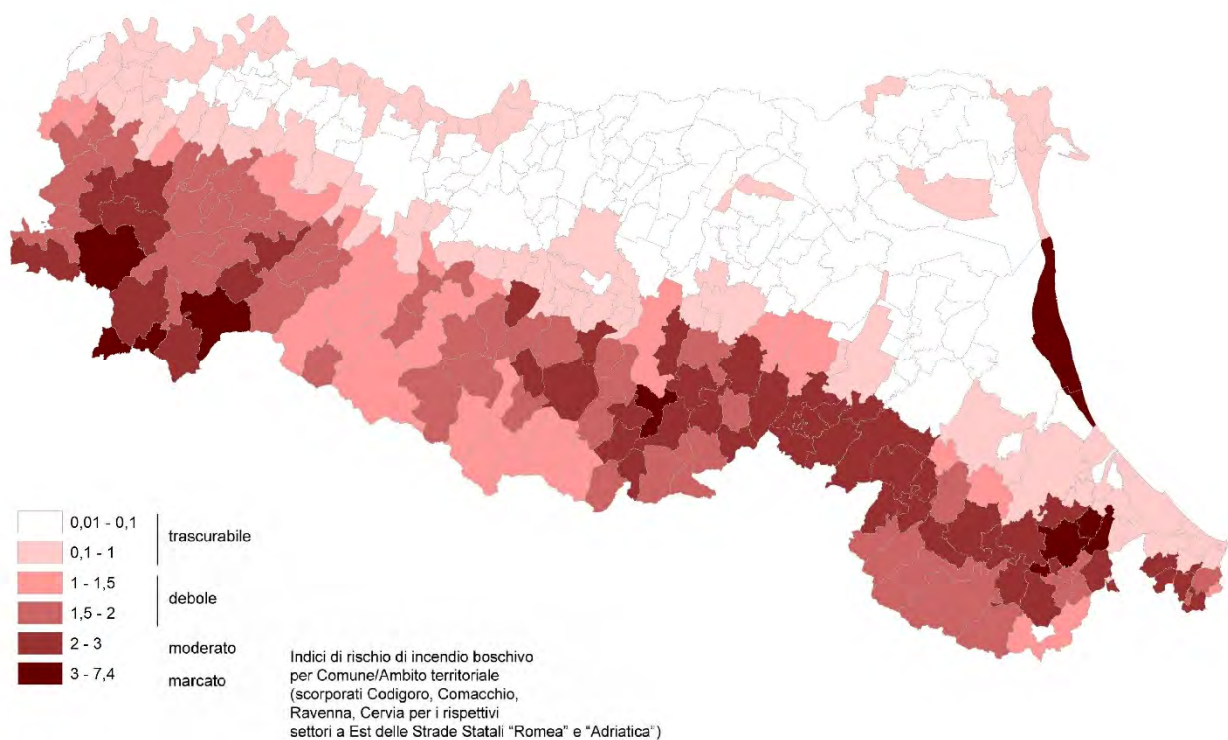 0,01 - 0,1
trascurabile
0,1 - 1
1 - 1,5
debole
1,5 - 2
2 - 3
moderato
3 - 7,4
marcato
Indici di rischio di incendio boschivo
per Comune/Ambito territoriale
(scorporati Codigoro, Comacchio,
Ravenna, Cervia per i rispettivi
settori a Est delle Strade Statali "Romea" e "Adriatica")